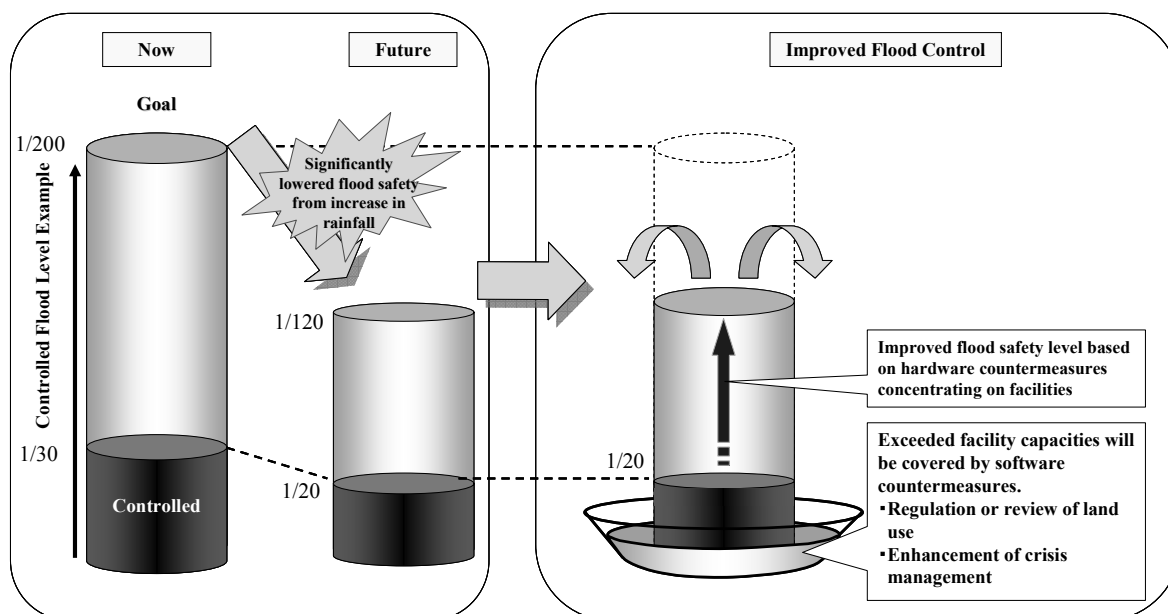 Now
Future
Improved Flood Control
Goal
1/200
Controlled Flood Level Example
Significantly
lowered flood safety
from increase in
rainfall
1/120
1/30
1/20
Controlled
1/20
Improved flood safety level based
on hardware countermeasures
concentrating on facilities
Exceeded facility capacities will
be covered by software
countermeasures.
▪Regulation or review of land
use
▪Enhancement of crisis
management